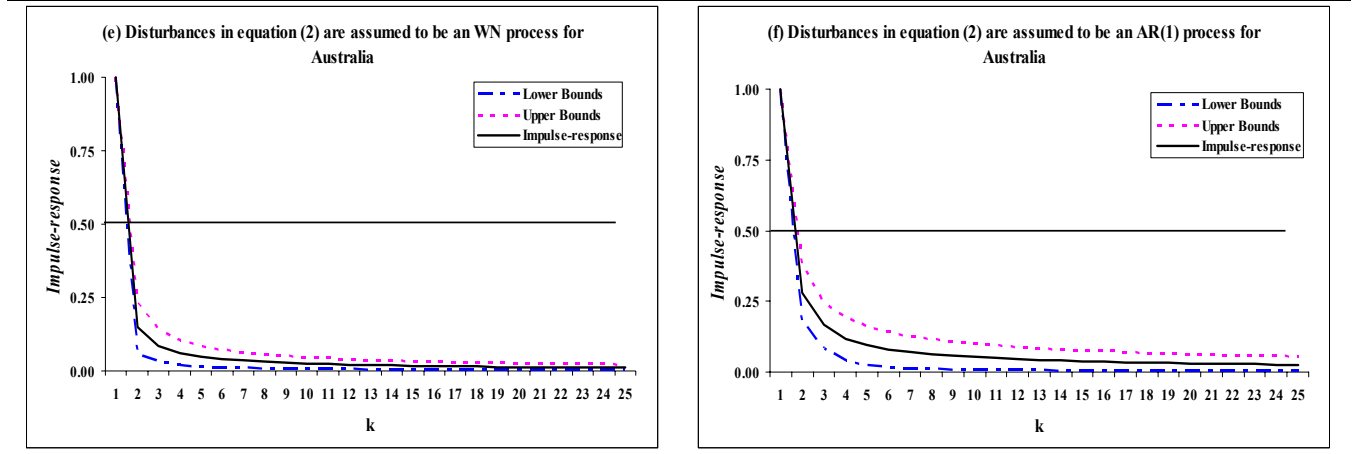 (e) Disturbances in equation (2) are assumed to be an WN process for
Australia
1.00
0.75
0.50
0.25
0.00
Impulse-response
Lower Bounds
Upper Bounds
Impulse-response
1 2 3 4 5 6 7 8 9 10 11 12 13 14 15 16 17 18 19 20 21 22 23 24 25
k
(f) Disturbances in equation (2) are assumed to be an AR(1) process for
Australia
1.00
0.75
0.50
0.25
0.00
Impulse-response
Lower Bounds
Upper Bounds
Impulse-response
1 2 3 4 5 6 7 8 9 10 11 12 13 14 15 16 17 18 19 20 21 22 23 24 25
k